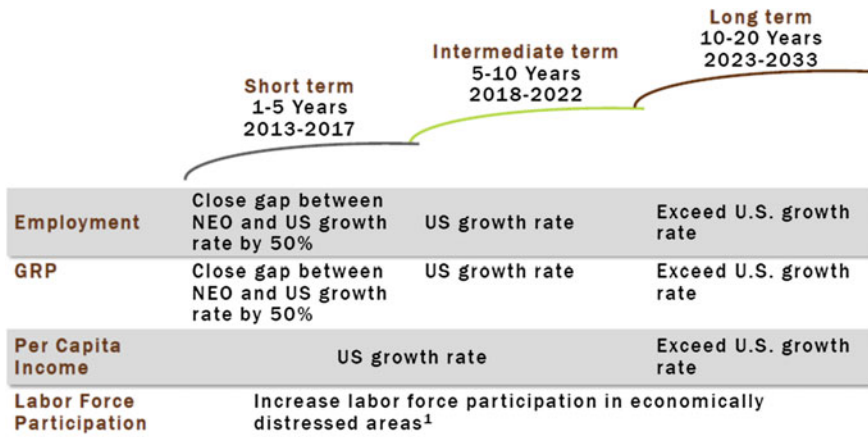 Long term
10-20 Years
2023-2033
Intermediate term
5-10 Years
2018-2022
Short term
1-5 Years
2013-2017
Employment
Close gap between
NEO and US growth
rate by 50%
US growth rate
Exceed U.S. growth
rate
GRP
Close gap between
NEO and US growth
rate by 50%
US growth rate
Exceed U.S. growth
rate
Per Capita
Income
US growth rate
Exceed U.S. growth
rate
Labor Force
Participation
Increase labor force participation in economically
distressed areas¹